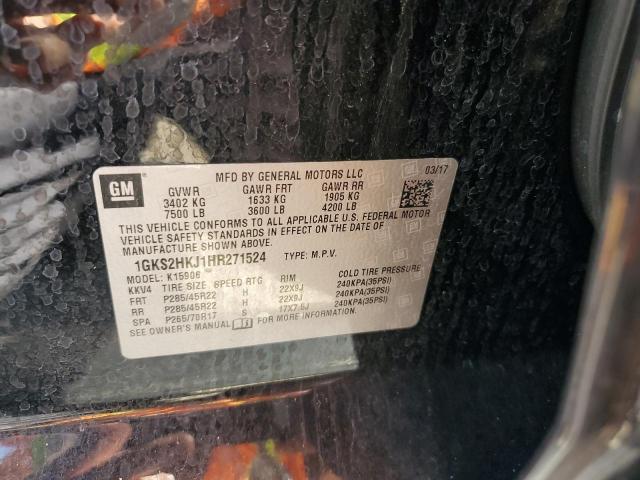 GM
MFD BY GENERAL MOTORS LLC 03/17
GVWR GAWR FRT GAWR RR
3402 KG 1633 KG 1905 KG
7500 LB 3600 LB 4200 LB
THIS VEHICLE CONFORMS TO ALL APPLICABLE U.S. FEDERAL MOTOR
VEHICLE SAFETY STANDARDS IN EFFECT ON THE DATE OF
MANUFACTURE SHOWN ABOVE.
1GKS2HKJ1HR271524 TYPE: M.P.V.
MODEL: K15906
KKV4 TIRE SIZE SPEED RTG RIM COLD TIRE PRESSURE
FRT P285/45R22 H 22X9J 240KPA(35PSI)
RR P285/45R22 H 22X9J 240KPA(35PSI)
SPA P265/70R17 S 17X7.5J 240KPA(35PSI)
SEE OWNER'S MANUAL FOR MORE INFORMATION.